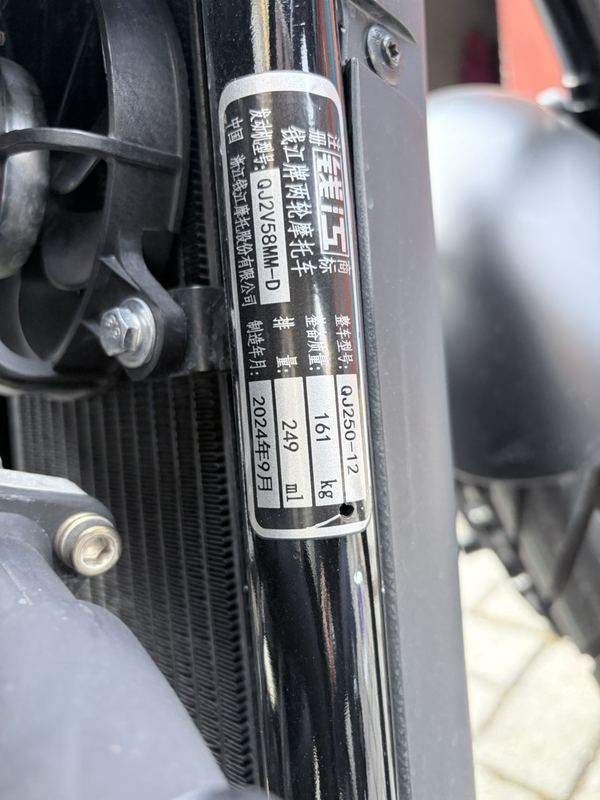 注册 钱江 商标
钱江牌两轮摩托车
发动机型号: QJ2V58MM-D
中国 浙江钱江摩托股份有限公司
整车型号: QJ250-12
整备质量: 161 kg
排 量: 249 ml
制造年月: 2024年9月